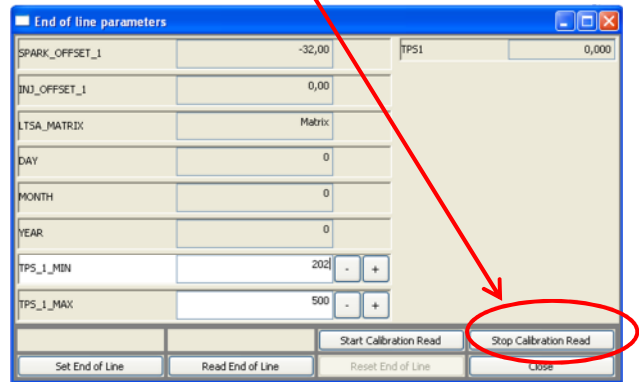 End of line parameters
SPARK_OFFSET_1 -32,00 TPS1 0,000
INJ_OFFSET_1 0,00
LTSA_MATRIX Matrix
DAY 0
MONTH 0
YEAR 0
TPS_1_MIN 202 - +
TPS_1_MAX 500 - +
Start Calibration Read Stop Calibration Read
Set End of Line Read End of Line Reset End of Line Close